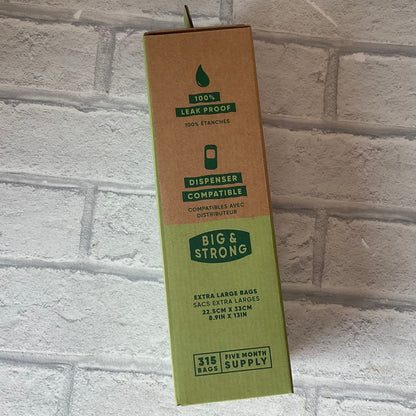 100%
LEAK PROOF
100% ÉTANCHES
DISPENSER
COMPATIBLE
COMPATIBLES AVEC
DISTRIBUTEUR
BIG &
STRONG
EXTRA LARGE BAGS
SACS EXTRA LARGES
22.5CM X 33CM
8.9IN X 13IN
315 BAGS
FIVE MONTH
SUPPLY